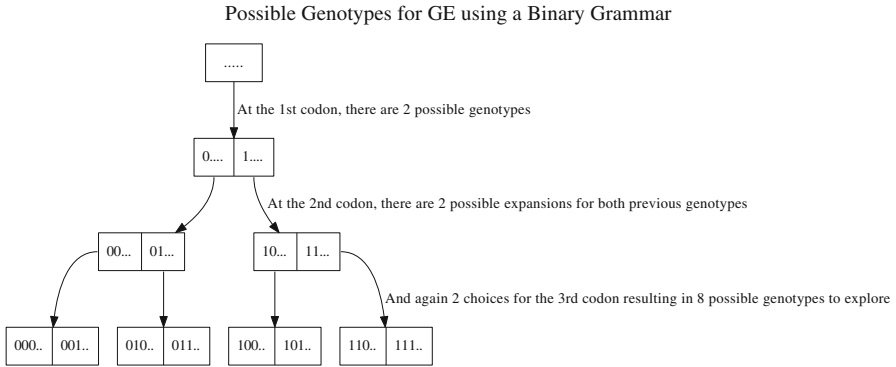 Possible Genotypes for GE using a Binary Grammar
.....
At the 1st codon, there are 2 possible genotypes
0.... 1....
At the 2nd codon, there are 2 possible expansions for both previous genotypes
00... 01... 10... 11...
And again 2 choices for the 3rd codon resulting in 8 possible genotypes to explore
000.. 001.. 010.. 011.. 100.. 101.. 110.. 111..